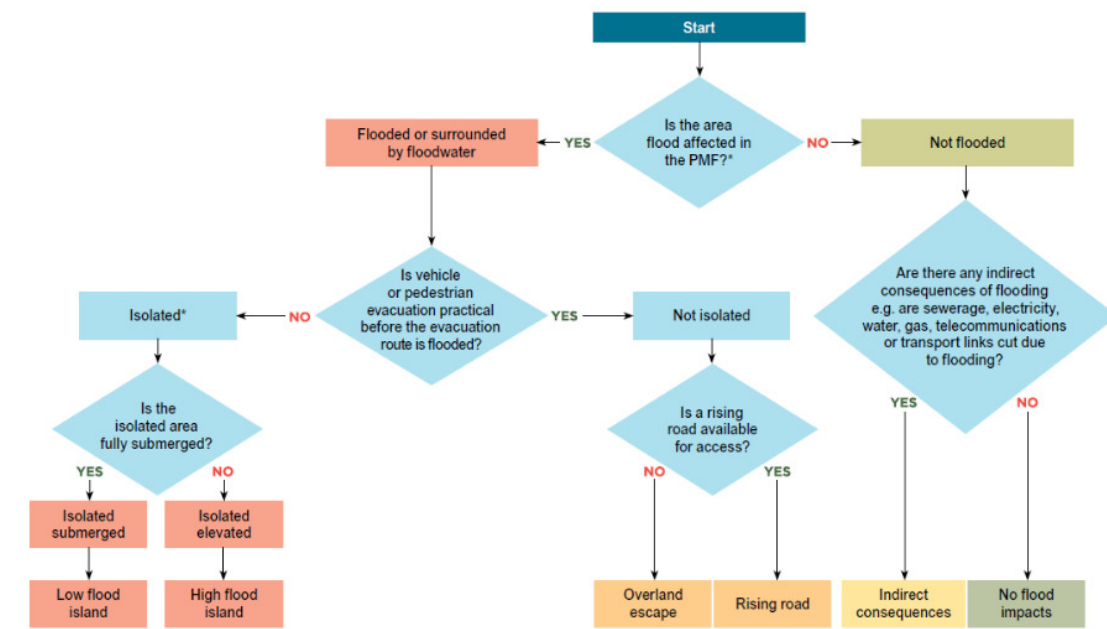 Start
Is the area
flood affected in
the PMF?*
YES
NO
Flooded or surrounded
by floodwater
Not flooded
Is vehicle
or pedestrian
evacuation practical
before the evacuation
route is flooded?
NO
YES
Isolated*
Not isolated
Are there any indirect
consequences of flooding
e.g. are sewerage, electricity,
water, gas, telecommunications
or transport links cut due
to flooding?
YES
NO
Is the
isolated area
fully submerged?
YES
NO
Is a rising
road available
for access?
NO
YES
Isolated
submerged
Isolated
elevated
Low flood
island
High flood
island
Overland
escape
Rising road
Indirect
consequences
No flood
impacts